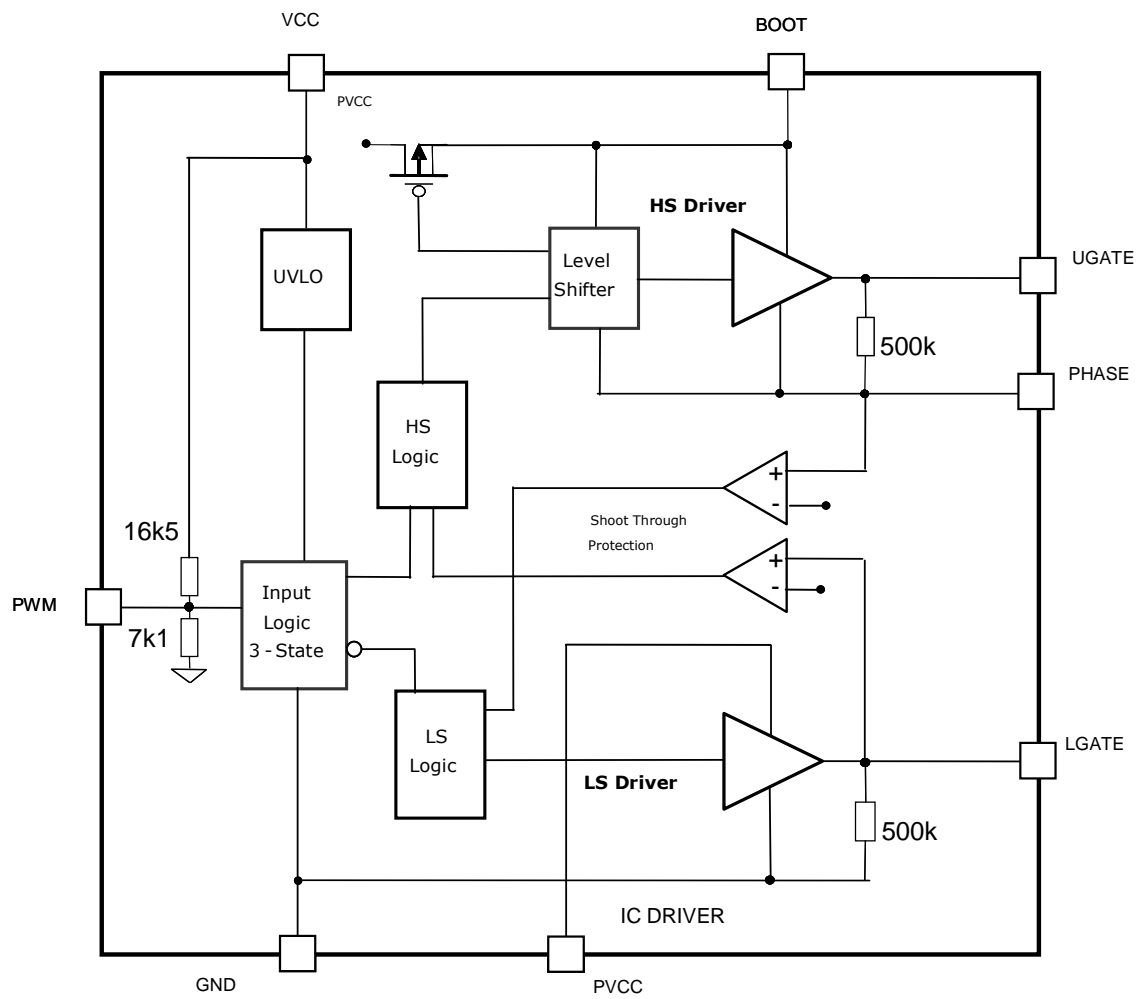 VCC
BOOT
PVCC
HS Driver
UGATE
Level
Shifter
UVLO
500k
PHASE
HS
Logic
+
-
Shoot Through
Protection
16k5
+
-
PWM
Input
Logic
3 - State
7k1
LS
Logic
LS Driver
LGATE
500k
IC DRIVER
GND
PVCC